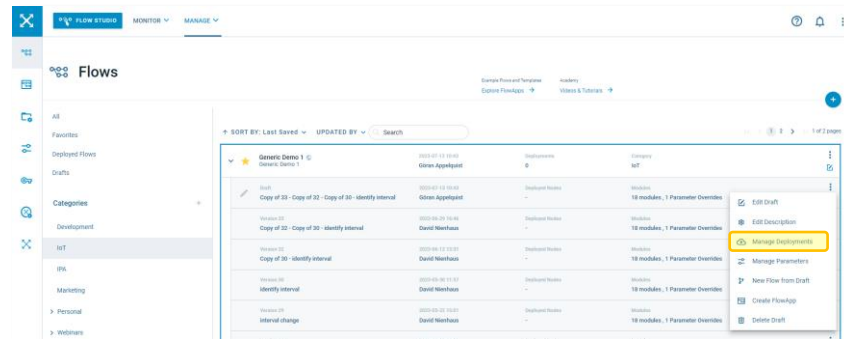 FLOW STUDIO MONITOR MANAGE
Flows
Example Flows and Templates Academy
Explore FlowApps → Videos & Tutorials →
All
Favorites
Deployed Flows
Drafts
Categories +
Development
IoT
IPA
Marketing
> Personal
> Webinars
SORT BY: Last Saved UPDATED BY Search
1 2 > 1 of 2 pages
Generic Demo 1 Deployments Category
Generic Demo 1 Göran Appelquist 0 IoT
Draft Deployed Nodes Modules
Copy of 33 - Copy of 32 - Copy of 30 - identify interval Göran Appelquist - 18 modules , 1 Parameter Overrides
Version 33 Deployed Nodes Modules
Copy of 32 - Copy of 30 - identify interval David Nienhaus - 18 modules , 1 Parameter Overrides
Version 32 Deployed Nodes Modules
Copy of 30 - identify interval David Nienhaus - 18 modules , 1 Parameter Overrides
Version 30 Deployed Nodes Modules
identify interval David Nienhaus - 18 modules , 1 Parameter Overrides
Version 29 Deployed Nodes Modules
interval change David Nienhaus - 18 modules , 1 Parameter Overrides
Edit Draft
Edit Description
Manage Deployments
Manage Parameters
New Flow from Draft
Create FlowApp
Delete Draft